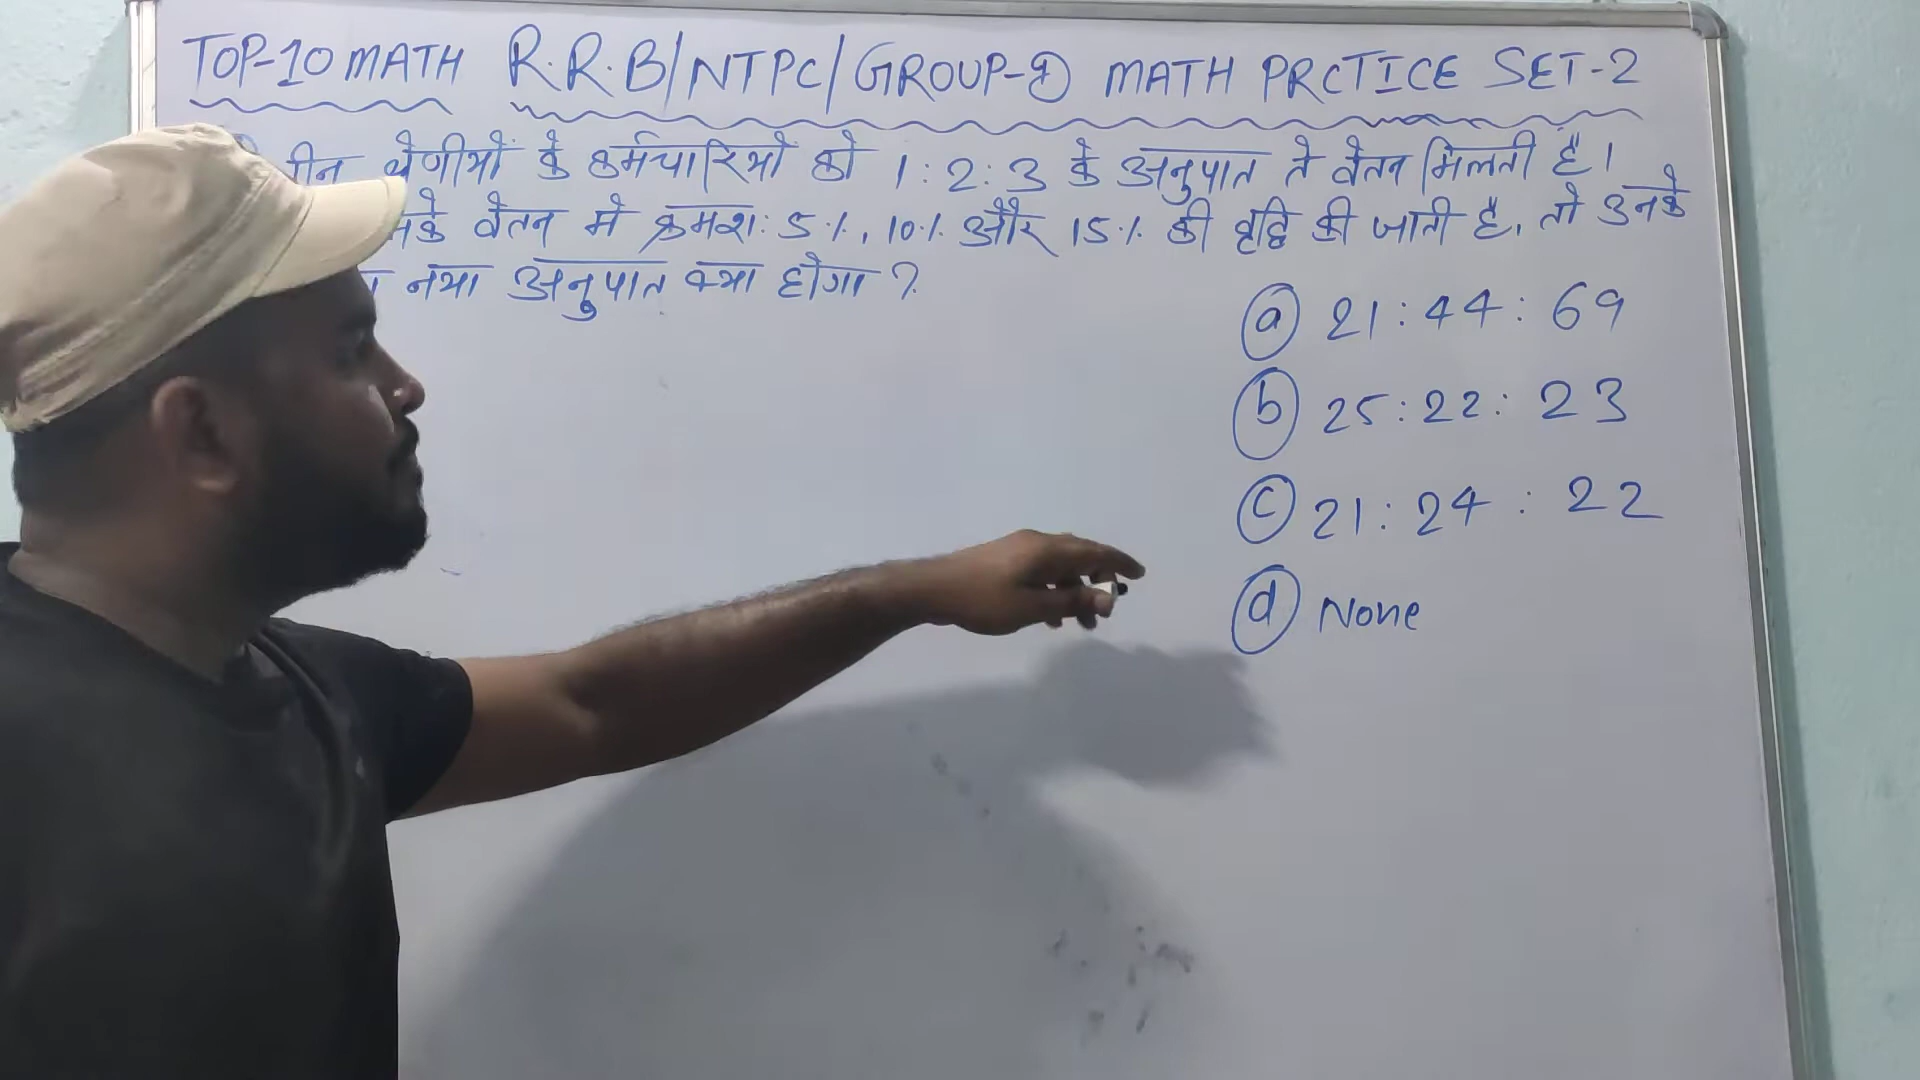 TOP-10 MATH R.R.B/NTPC/GROUP-D MATH PRCTICE SET-2
तीन श्रेणीयों के कर्मचारियों को 1:2:3 के अनुपात ते वेतन मिलती है।
वेतन मे क्रमशः 5%, 10% और 15% की वृद्धि की जाती है, तो उनके
नया अनुपात क्या होगा ?
(a) 21:44:69
(b) 25:22:23
(c) 21:24:22
(d) None